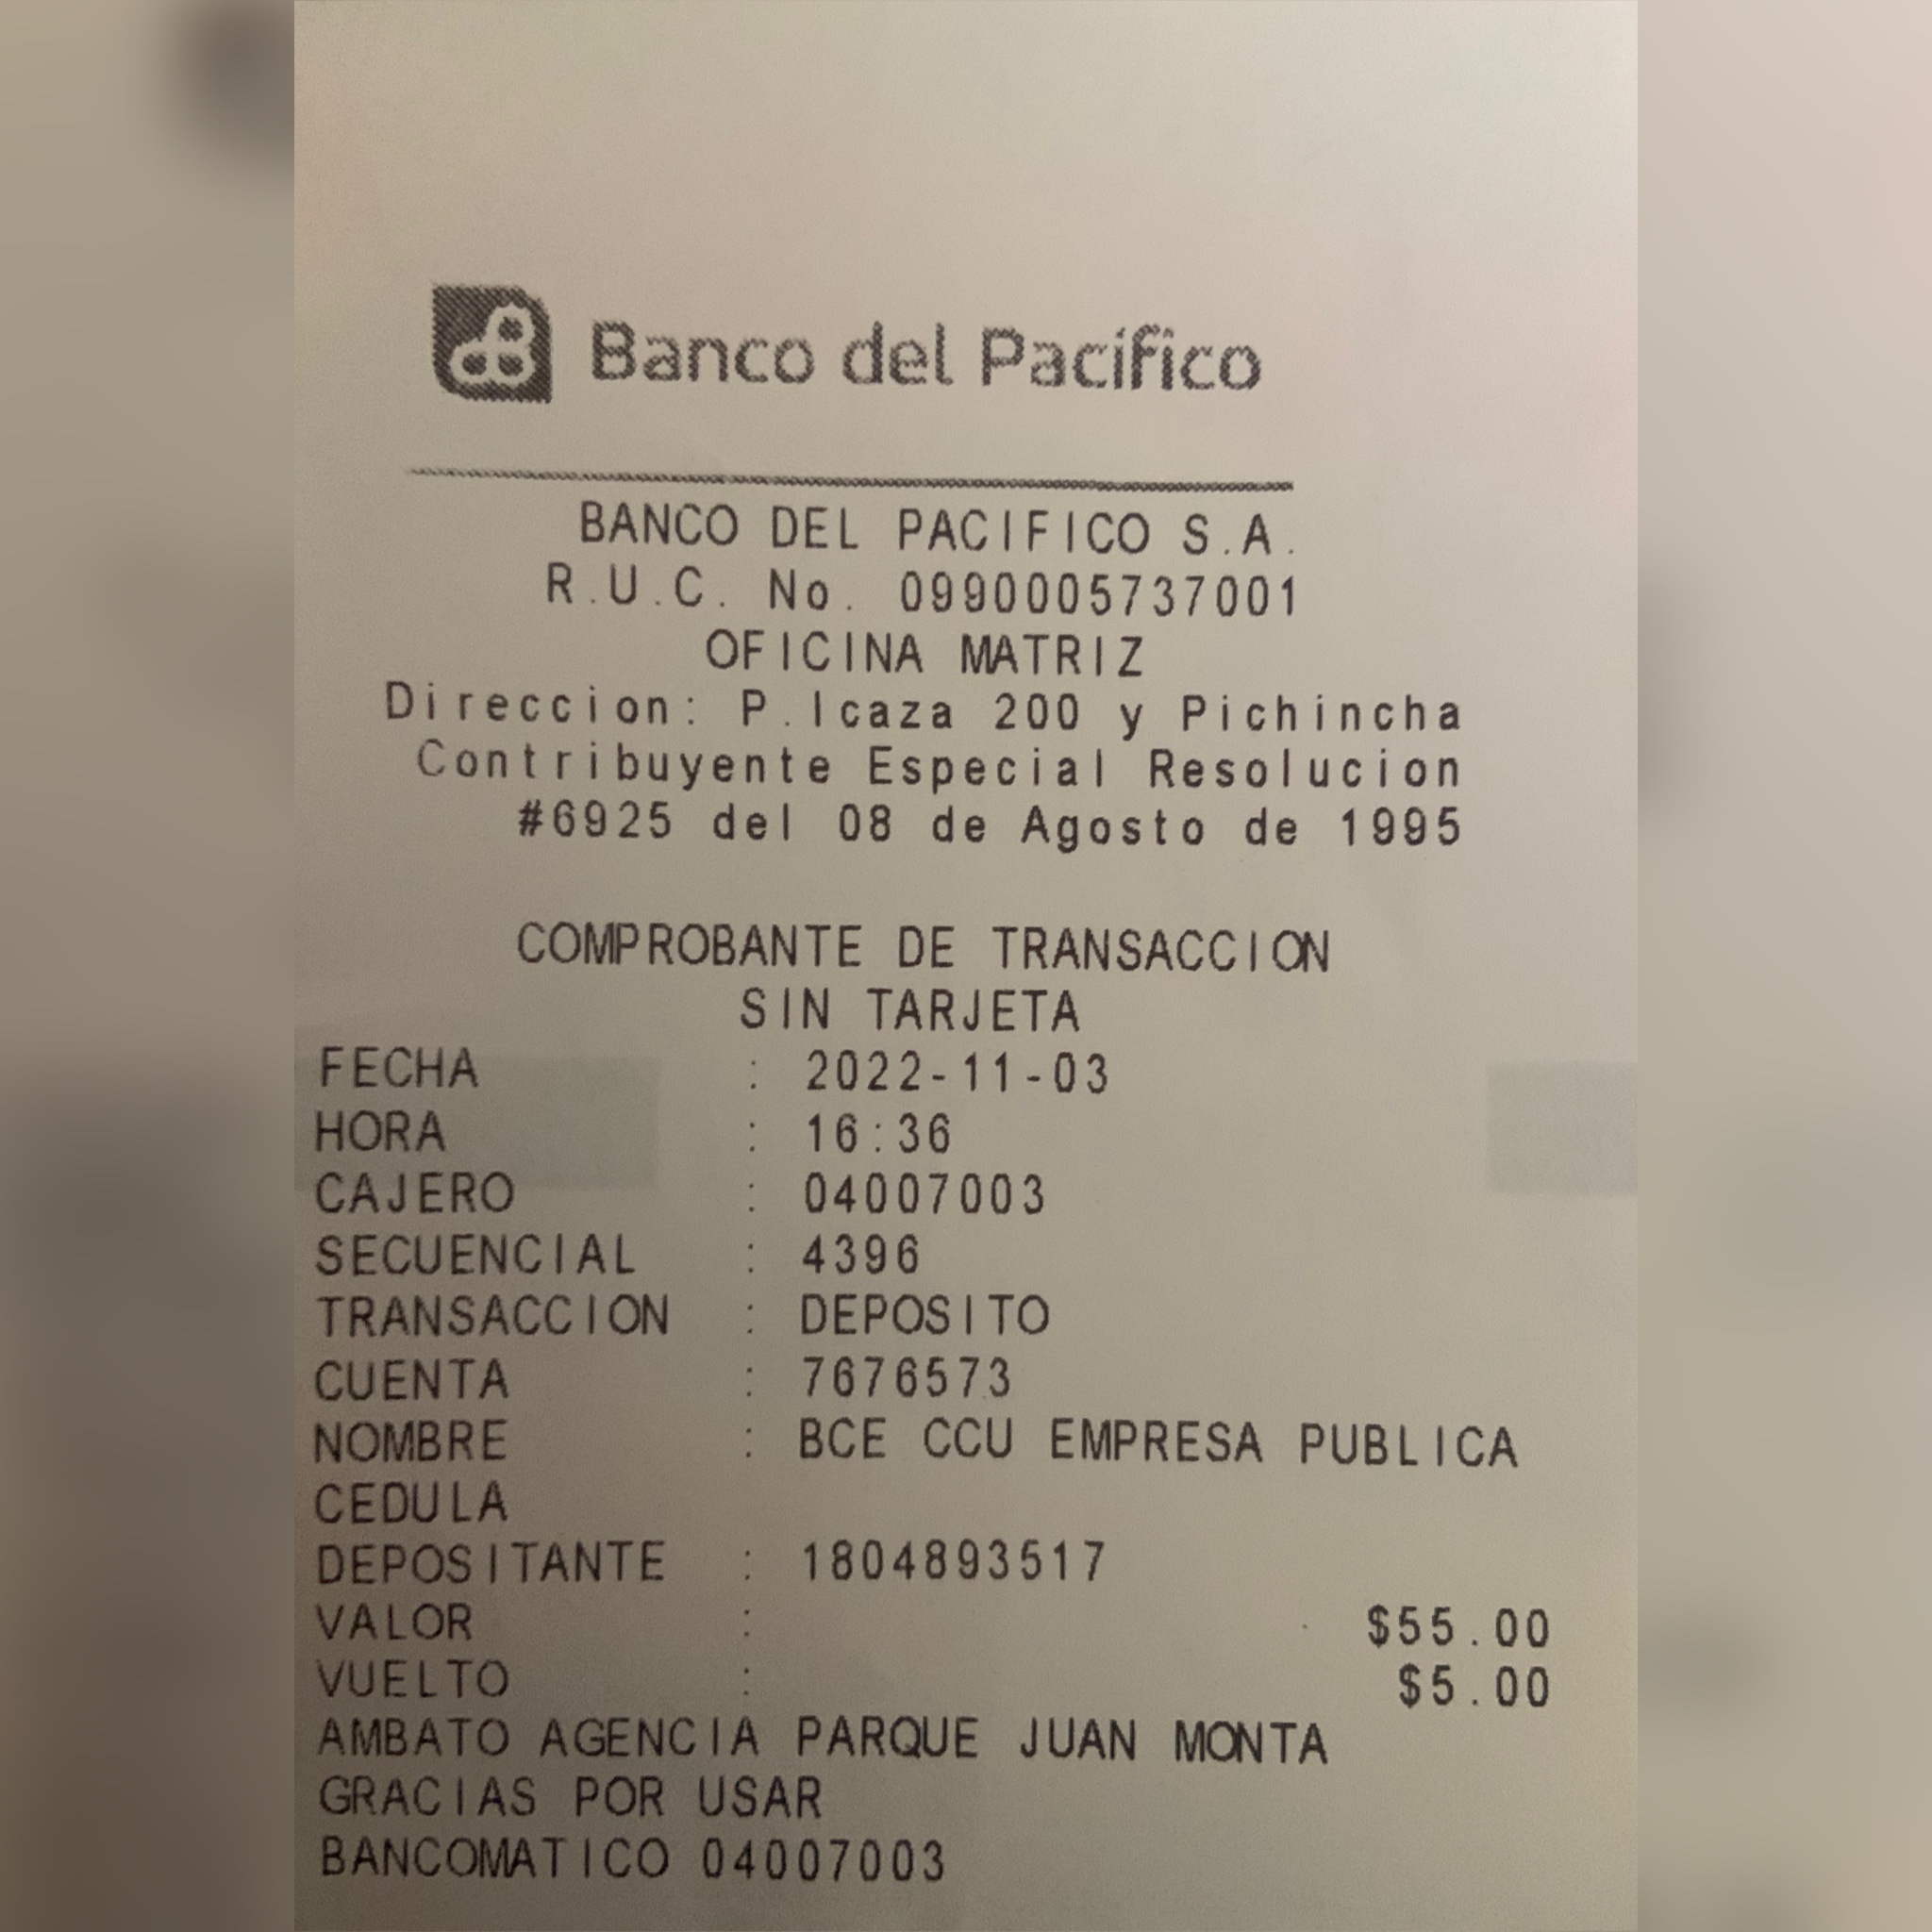 Banco del Pacífico
BANCO DEL PACIFICO S.A.
R.U.C. No. 0990005737001
OFICINA MATRIZ
Direccion: P.Icaza 200 y Pichincha
Contribuyente Especial Resolucion
#6925 del 08 de Agosto de 1995
COMPROBANTE DE TRANSACCION
SIN TARJETA
FECHA : 2022-11-03
HORA : 16:36
CAJERO : 04007003
SECUENCIAL : 4396
TRANSACCION : DEPOSITO
CUENTA : 7676573
NOMBRE : BCE CCU EMPRESA PUBLICA
CEDULA
DEPOSITANTE : 1804893517
VALOR : $55.00
VUELTO : $5.00
AMBATO AGENCIA PARQUE JUAN MONTA
GRACIAS POR USAR
BANCOMATICO 04007003